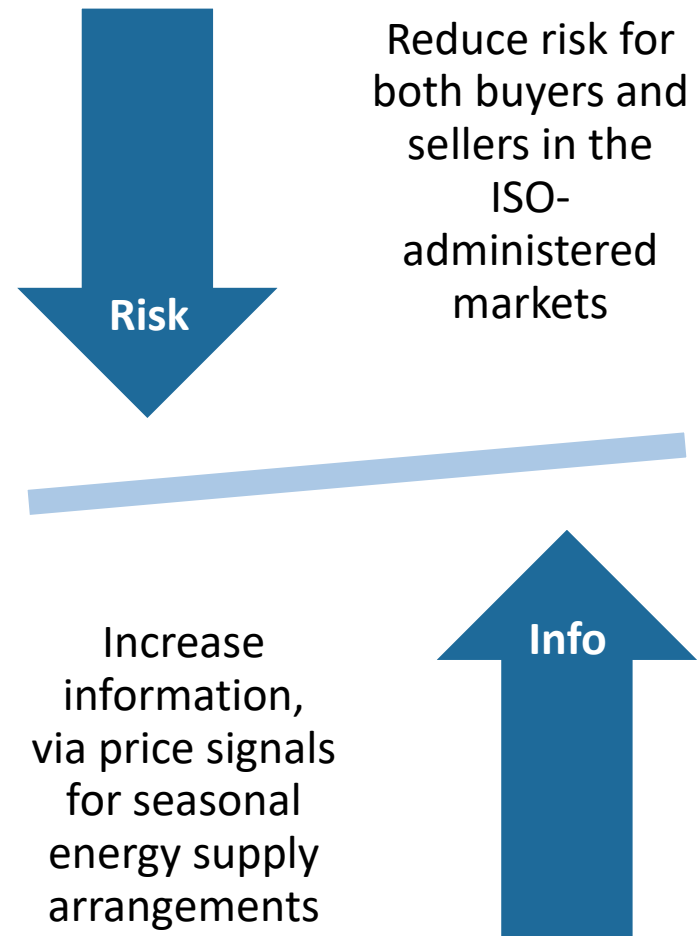 Reduce risk for
both buyers and
sellers in the
ISO-
administered
markets
Risk
Info
Increase
information,
via price signals
for seasonal
energy supply
arrangements